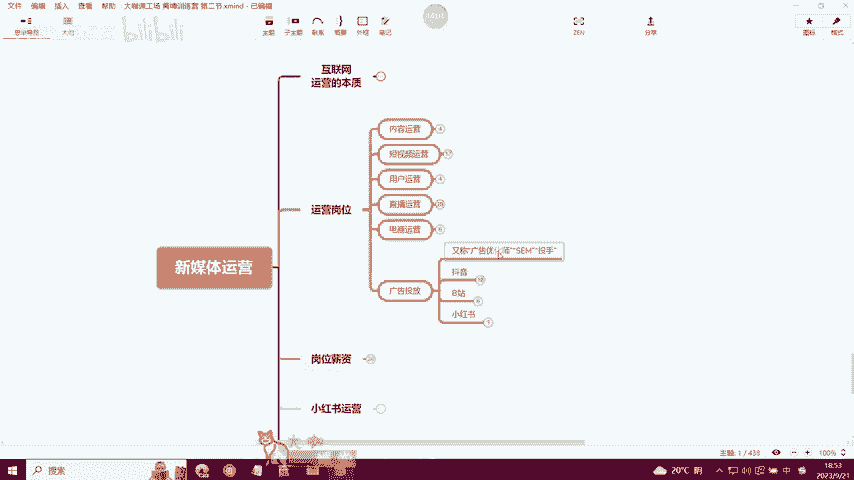 文件 编辑 插入 查看 帮助 大咖课工场 黄埔训练营 第二节.xmind - 已编辑
思维导图 大纲 主题 子主题 联系 概要 外框 笔记 ZEN 分享 图标 格式
bilibili
互联网
运营的本质
内容运营 4
短视频运营
用户运营 4
运营岗位
直播运营
电商运营 6
又称"广告优化师""SEM""投手"
新媒体运营
抖音
广告投放
B站 6
小红书 1
岗位薪资
小红书运营
主题: 1 / 438 100%
搜索
20°C 阴 中
18:53
2023/9/21